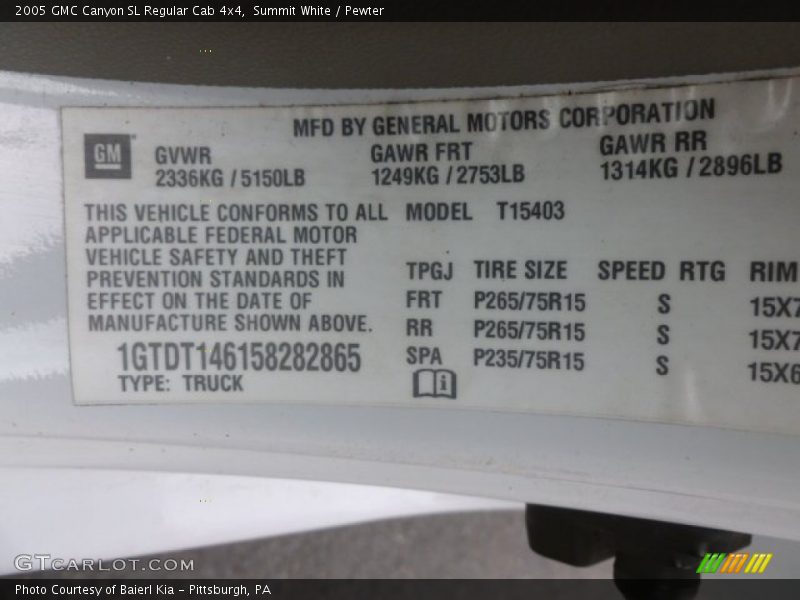 2005 GMC Canyon SL Regular Cab 4x4,  Summit White / Pewter
MFD BY GENERAL MOTORS CORPORATION
GM
GVWR GAWR FRT GAWR RR
2336KG / 5150LB 1249KG / 2753LB 1314KG / 2896LB
THIS VEHICLE CONFORMS TO ALL MODEL T15403
APPLICABLE FEDERAL MOTOR
VEHICLE SAFETY AND THEFT
PREVENTION STANDARDS IN
EFFECT ON THE DATE OF
MANUFACTURE SHOWN ABOVE.
1GTDT146158282865
TYPE: TRUCK
TPGJ TIRE SIZE SPEED RTG RIM
FRT P265/75R15 S 15X7
RR P265/75R15 S 15X7
SPA P235/75R15 S 15X6
GTCARLOT.COM
Photo Courtesy of Baierl Kia - Pittsburgh, PA